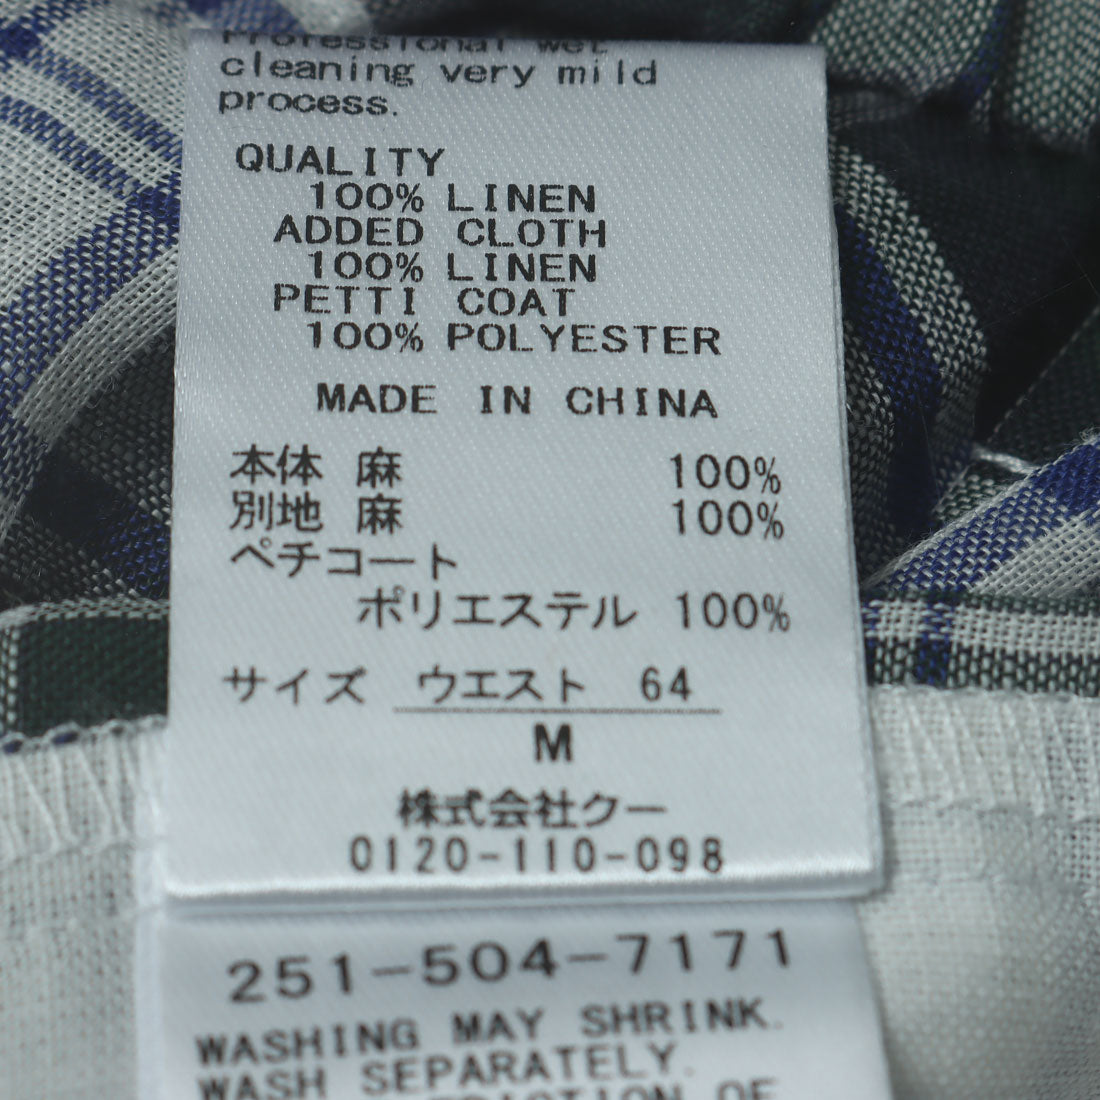 Professional wet
cleaning very mild
process.
QUALITY
100% LINEN
ADDED CLOTH
100% LINEN
PETTI COAT
100% POLYESTER
MADE IN CHINA
本体 麻 100%
別地 麻 100%
ペチコート
ポリエステル 100%
サイズ ウエスト 64
M
株式会社クー
0120-110-098
251-504-7171
WASHING MAY SHRINK.
WASH SEPARATELY.
OF